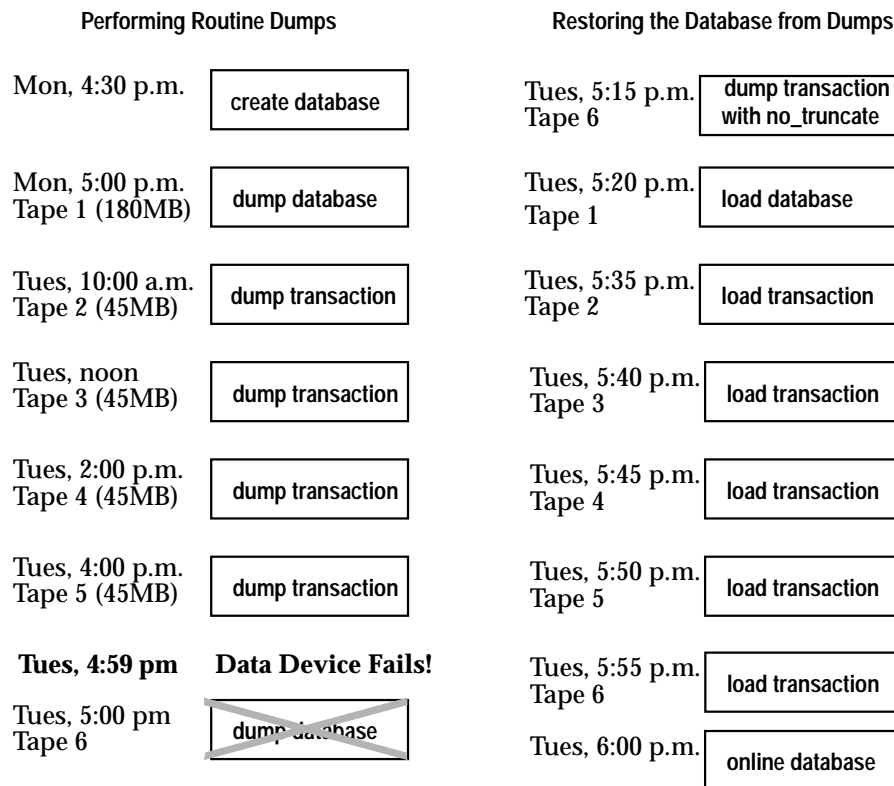 Performing Routine Dumps
Mon, 4:30 p.m.
create database
Mon, 5:00 p.m.
Tape 1 (180MB)
dump database
Tues, 10:00 a.m.
Tape 2 (45MB)
dump transaction
Tues, noon
Tape 3 (45MB)
dump transaction
Tues, 2:00 p.m.
Tape 4 (45MB)
dump transaction
Tues, 4:00 p.m.
Tape 5 (45MB)
dump transaction
Tues, 4:59 pm
Data Device Fails!
Tues, 5:00 pm
Tape 6
dump database
Restoring the Database from Dumps
Tues, 5:15 p.m.
Tape 6
dump transaction
with no_truncate
Tues, 5:20 p.m.
Tape 1
load database
Tues, 5:35 p.m.
Tape 2
load transaction
Tues, 5:40 p.m.
Tape 3
load transaction
Tues, 5:45 p.m.
Tape 4
load transaction
Tues, 5:50 p.m.
Tape 5
load transaction
Tues, 5:55 p.m.
Tape 6
load transaction
Tues, 6:00 p.m.
online database